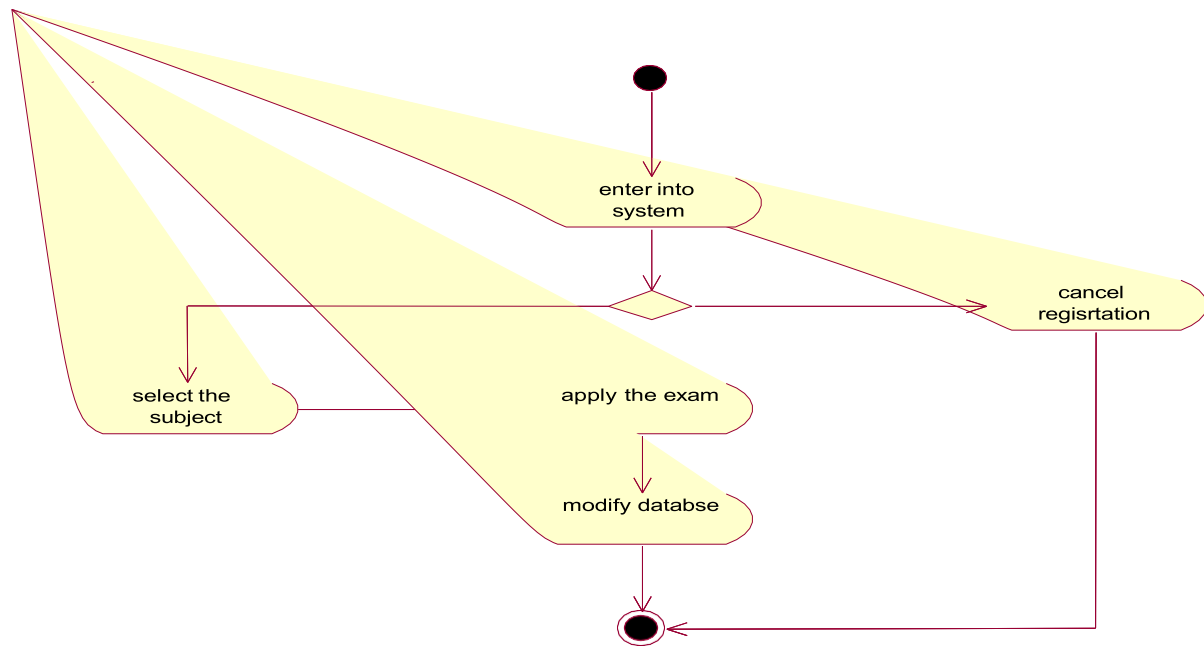 enter into
system
cancel
regisrtation
select the
subject
apply the exam
modify databse